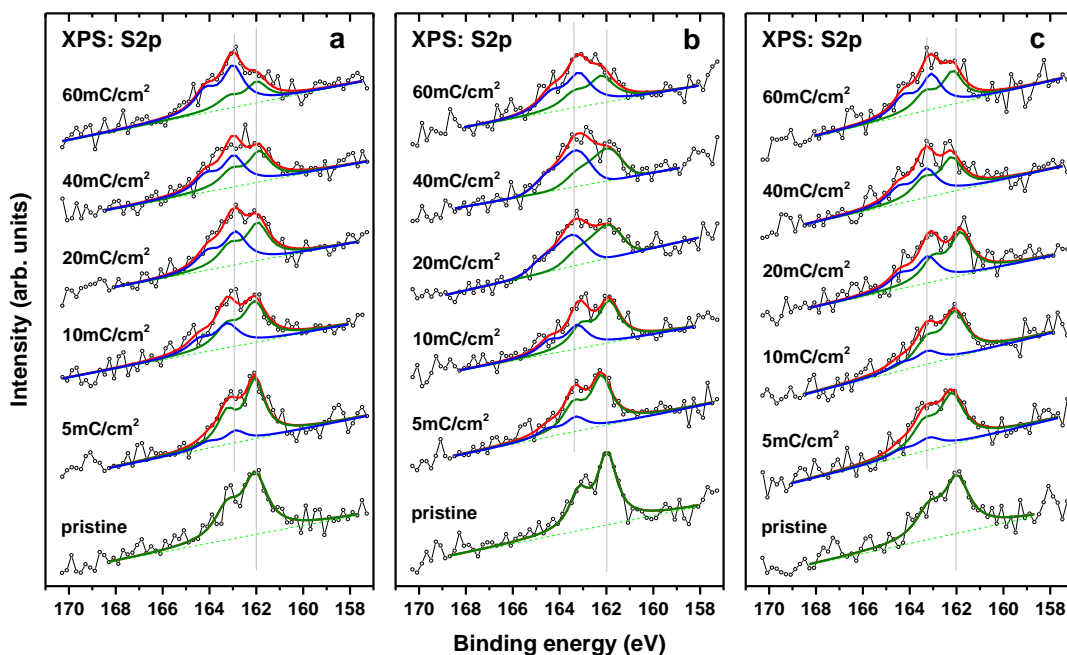 XPS: S2p a
60mC/cm²
40mC/cm²
20mC/cm²
10mC/cm²
5mC/cm²
pristine
170 168 166 164 162 160 158
XPS: S2p b
60mC/cm²
40mC/cm²
20mC/cm²
10mC/cm²
5mC/cm²
pristine
170 168 166 164 162 160 158
XPS: S2p c
60mC/cm²
40mC/cm²
20mC/cm²
10mC/cm²
5mC/cm²
pristine
170 168 166 164 162 160 158
Intensity (arb. units)
Binding energy (eV)